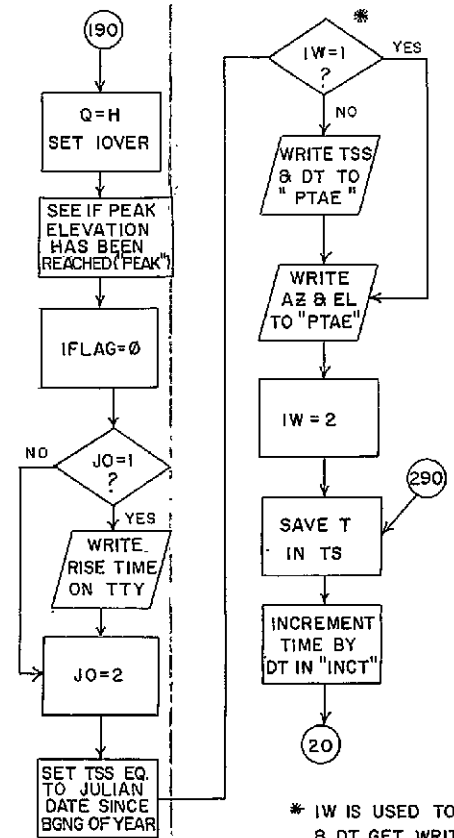 190
Q=H
SET IOVER
SEE IF PEAK
ELEVATION
HAS BEEN
REACHED("PEAK")
IFLAG=Ø
JO=1
?
NO
YES
WRITE
RISE TIME
ON TTY
JO=2
SET TSS EQ.
TO JULIAN
DATE SINCE
BGNG OF YEAR
*
IW=1
?
YES
NO
WRITE TSS
& DT TO
"PTAE"
WRITE
AZ & EL
TO "PTAE"
IW=2
290
SAVE T
IN TS
INCREMENT
TIME BY
DT IN "INCT"
20
* IW IS USED TO
& DT GET WRIT